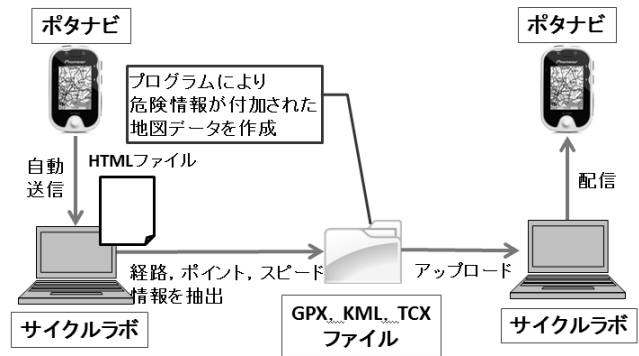 ポタナビ
ポタナビ
Pioneer
Pioneer
プログラムにより
危険情報が付加された
地図データを作成
自動
送信
HTMLファイル
配信
経路，ポイント，スピード
情報を抽出
アップロード
サイクルラボ
GPX，KML，TCX
ファイル
サイクルラボ